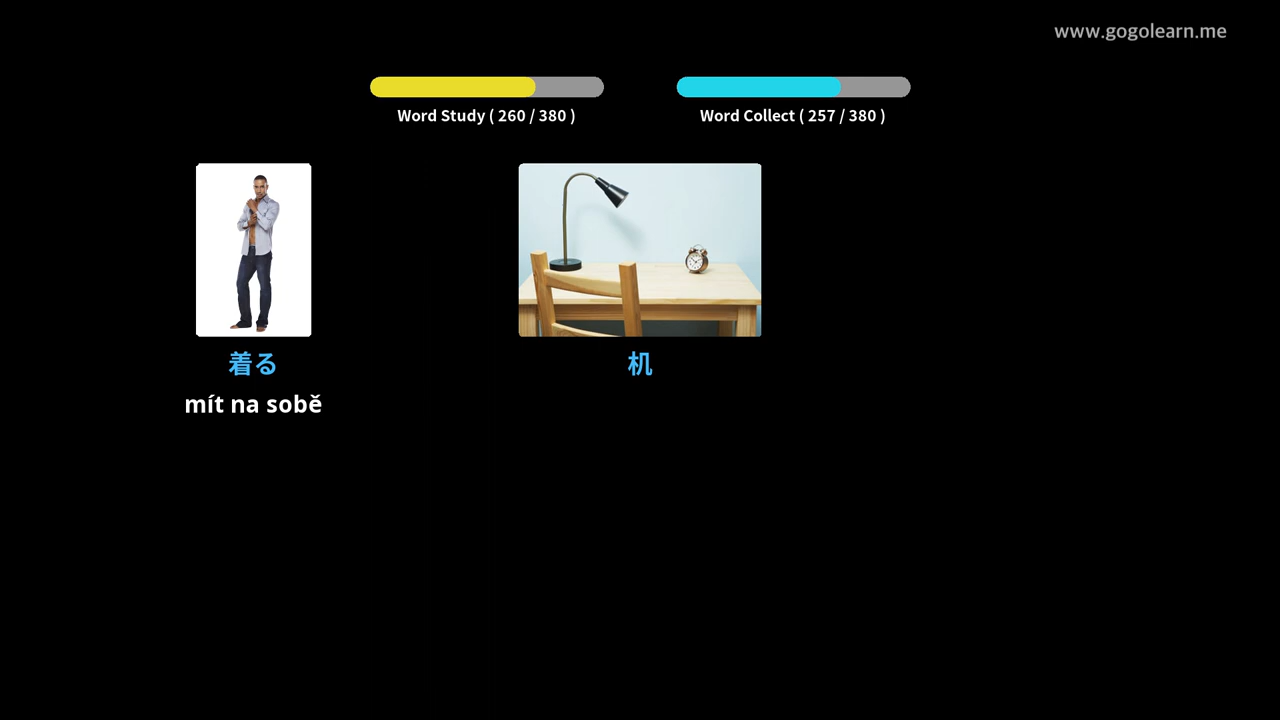 www.gogolearn.me
Word Study ( 260 / 380 )
Word Collect ( 257 / 380 )
着る
机
mít na sobě